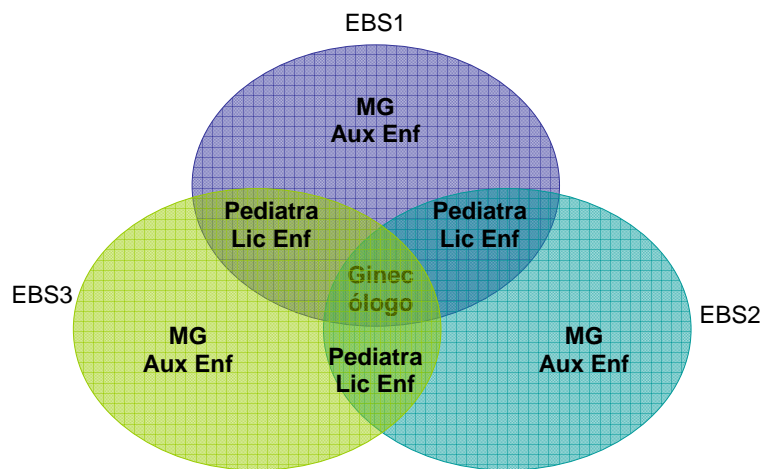 EBS1
MG
Aux Enf
Pediatra
Lic Enf
Pediatra
Lic Enf
Ginec
ólogo
EBS3
EBS2
MG
Aux Enf
Pediatra
Lic Enf
MG
Aux Enf